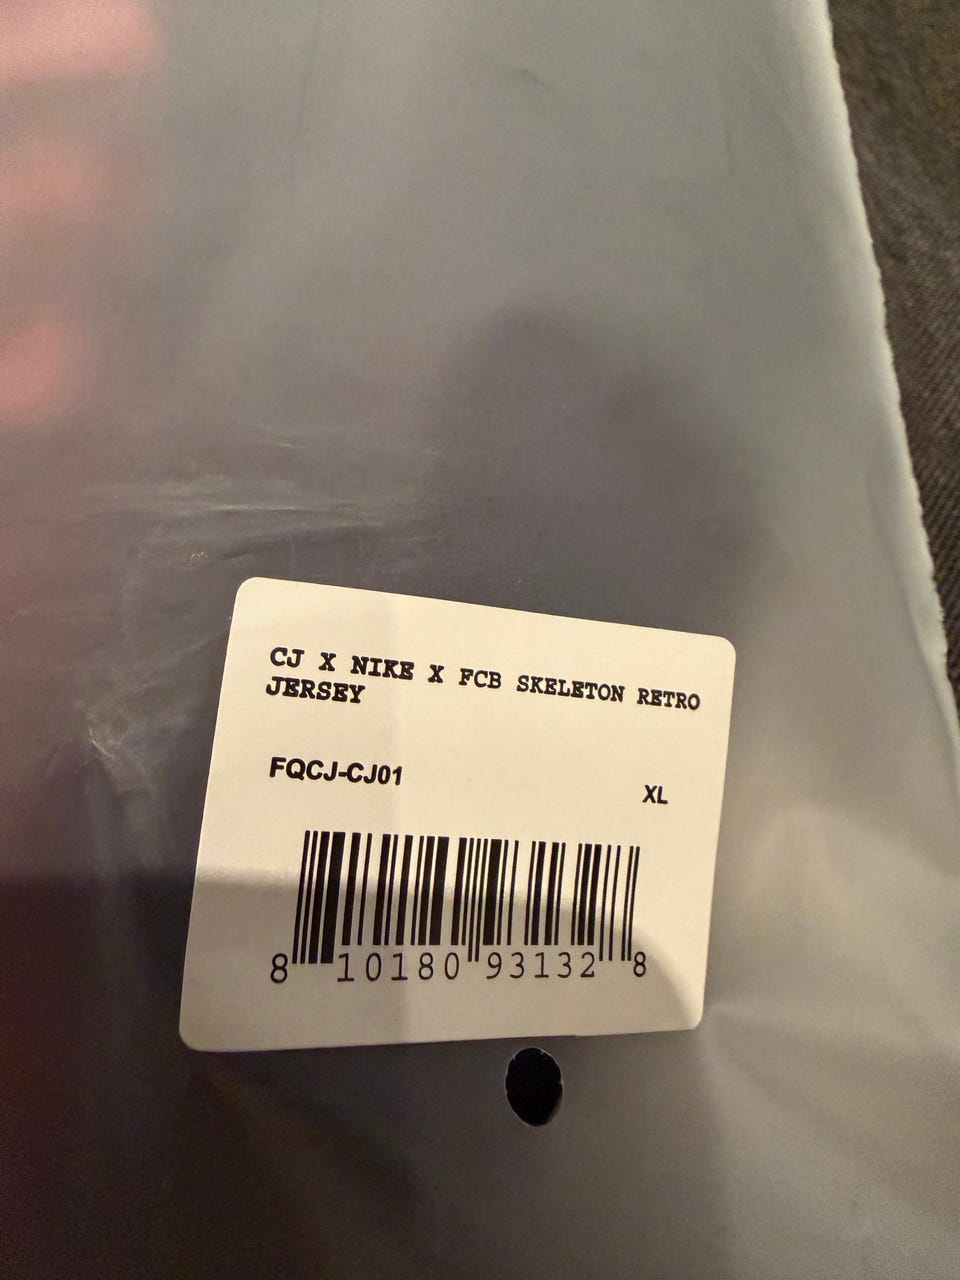 CJ X NIKE X FCB SKELETON RETRO
JERSEY
FQCJ-CJ01
XL
8 10180 93132 8